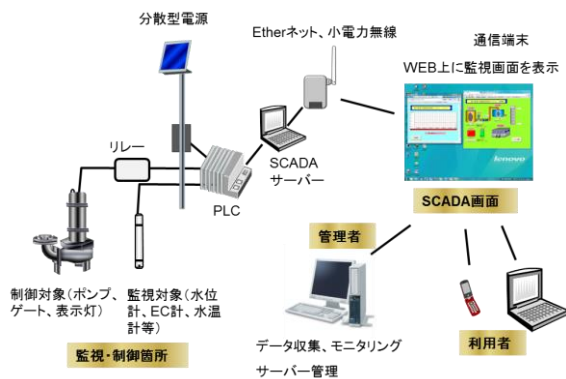 分散型電源
Etherネット、小電力無線
通信端末
WEB上に監視画面を表示
リレー
SCADA
サーバー
PLC
lenovo
SCADA画面
管理者
制御対象(ポンプ、
ゲート、表示灯)
監視対象(水位
計、EC計、水温
計等)
監視・制御箇所
データ収集、モニタリング
サーバー管理
利用者